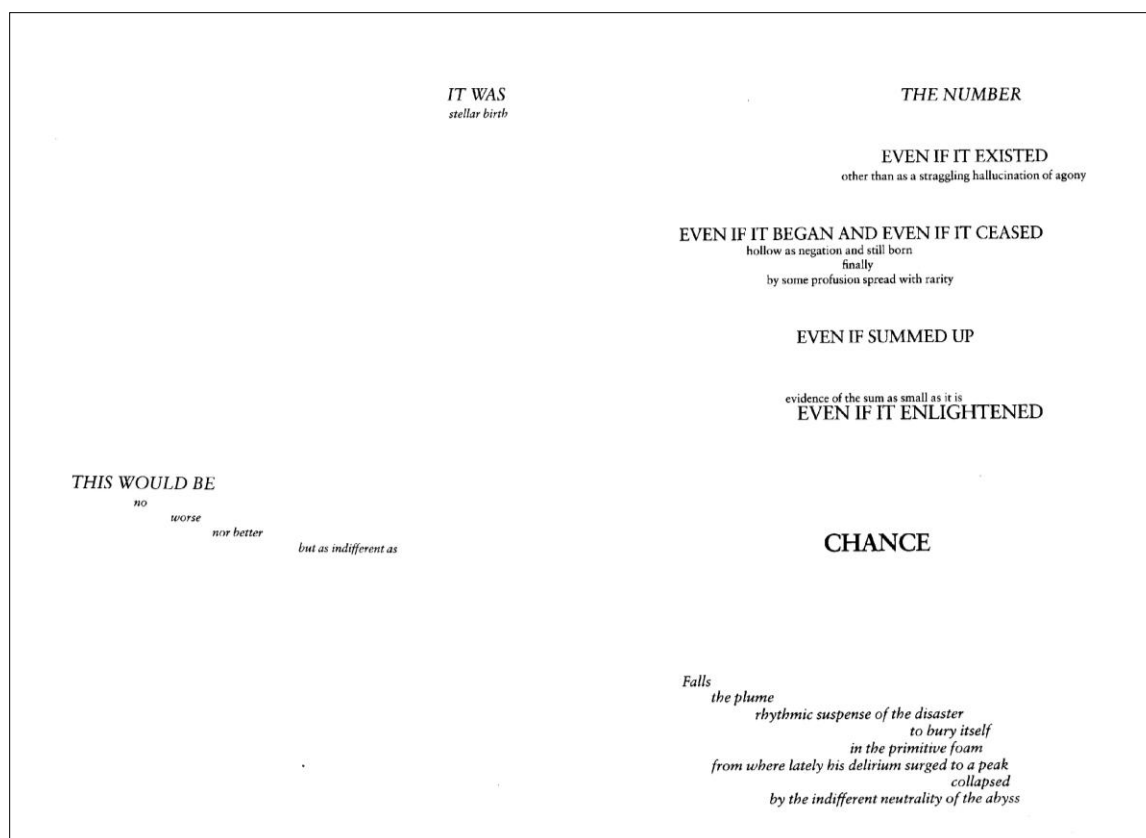 IT WAS
stellar birth
THE NUMBER
EVEN IF IT EXISTED
other than as a straggling hallucination of agony
EVEN IF IT BEGAN AND EVEN IF IT CEASED
hollow as negation and still born
finally
by some profusion spread with rarity
EVEN IF SUMMED UP
evidence of the sum as small as it is
EVEN IF IT ENLIGHTENED
THIS WOULD BE
no
worse
nor better
but as indifferent as
CHANCE
Falls
the plume
rhythmic suspense of the disaster
to bury itself
in the primitive foam
from where lately his delirium surged to a peak
collapsed
by the indifferent neutrality of the abyss